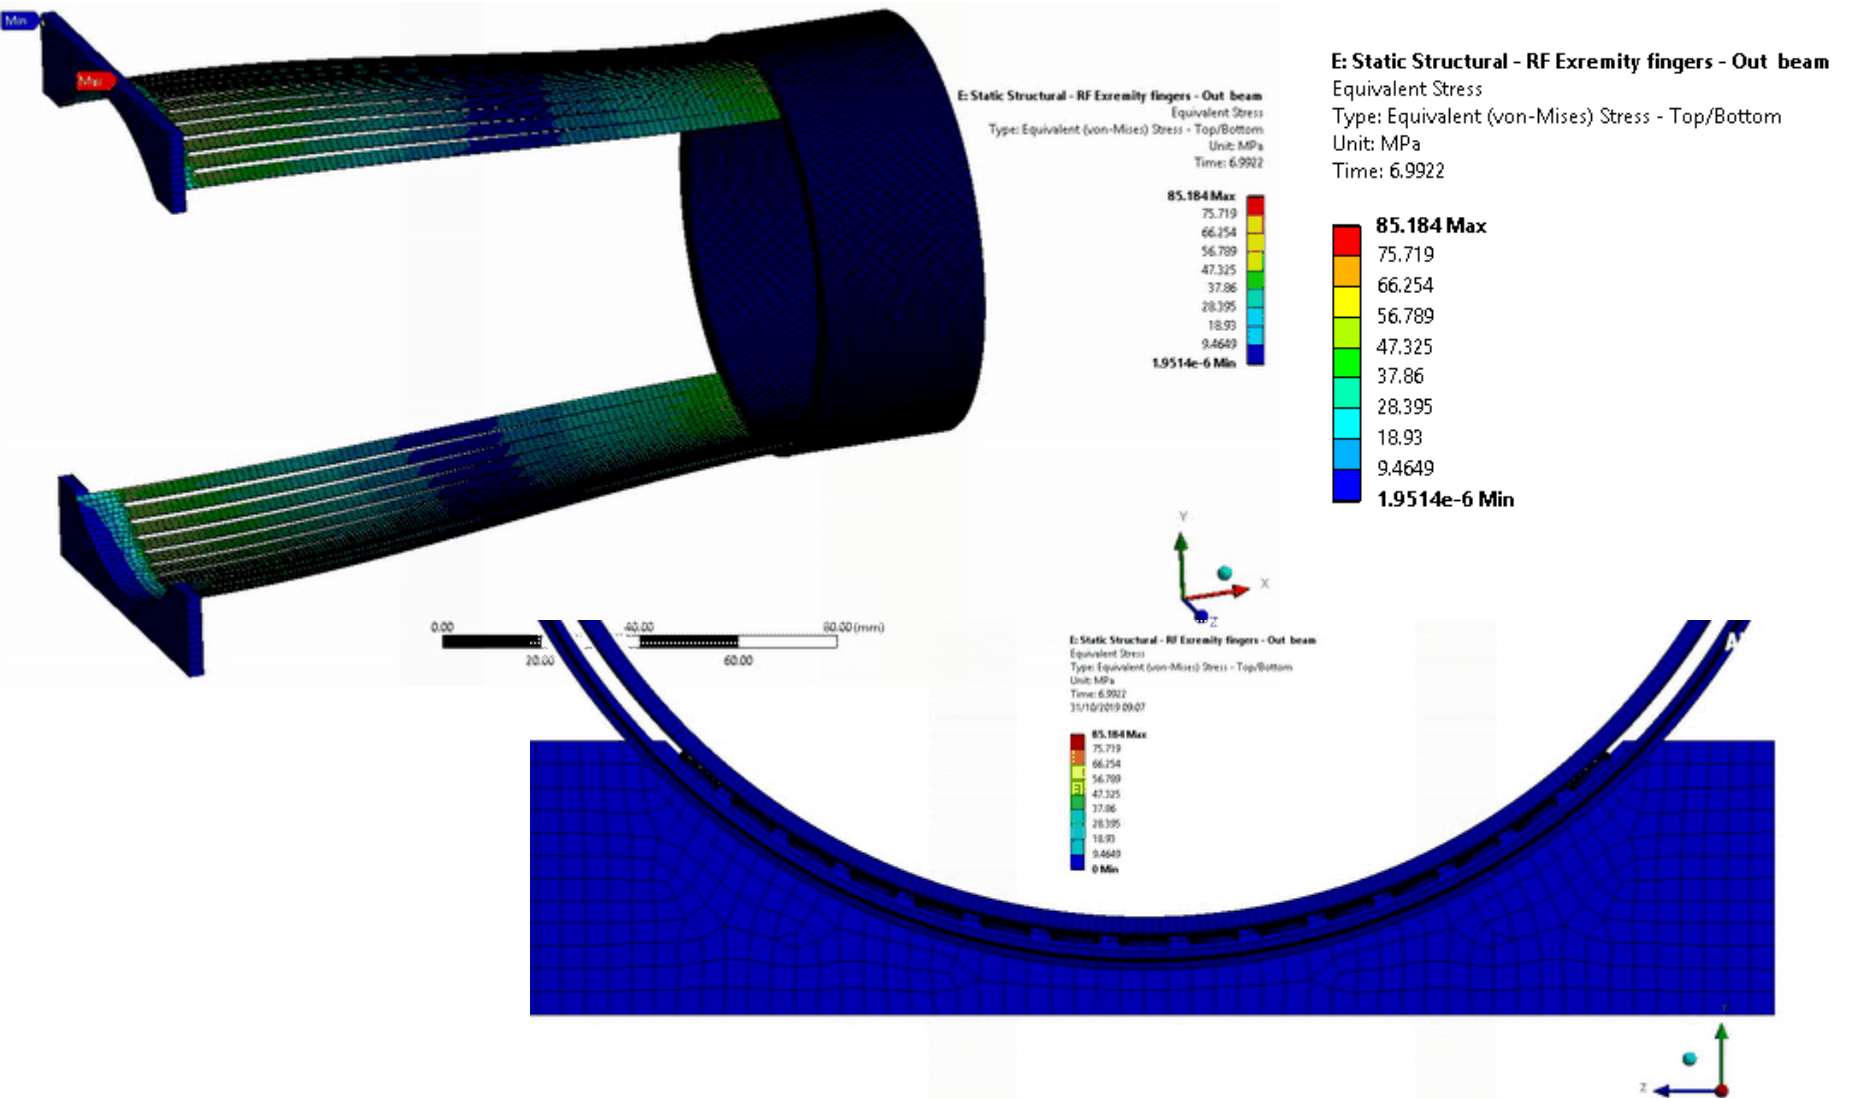 Min
Max
E: Static Structural - RF Exremity fingers - Out beam
Equivalent Stress
Type: Equivalent (von-Mises) Stress - Top/Bottom
Unit: MPa
Time: 6.9922
85.184 Max
75.719
66.254
56.789
47.325
37.86
28.395
18.93
9.4649
1.9514e-6 Min
E: Static Structural - RF Exremity fingers - Out beam
Equivalent Stress
Type: Equivalent (von-Mises) Stress - Top/Bottom
Unit: MPa
Time: 6.9922
85.184 Max
75.719
66.254
56.789
47.325
37.86
28.395
18.93
9.4649
1.9514e-6 Min
Y
X
Z
0.00 40.00 80.00 (mm)
20.00 60.00
E: Static Structural - RF Exremity fingers - Out beam
Equivalent Stress
Type: Equivalent (von-Mises) Stress - Top/Bottom
Unit: MPa
Time: 6.9922
31/10/2019 09:07
85.184 Max
75.719
66.254
56.789
47.325
37.86
28.395
18.93
9.4649
0 Min
Z